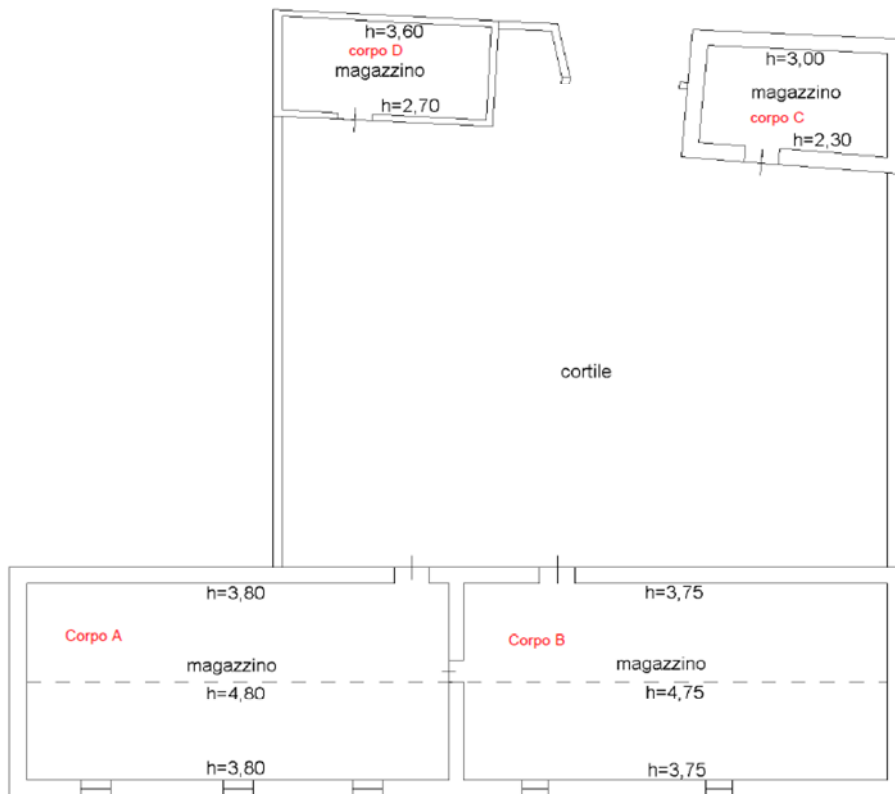 h=3,60
corpo D
magazzino
h=2,70
h=3,00
magazzino
corpo C
h=2,30
cortile
h=3,80
Corpo A
magazzino
h=4,80
h=3,80
h=3,75
Corpo B
magazzino
h=4,75
h=3,75